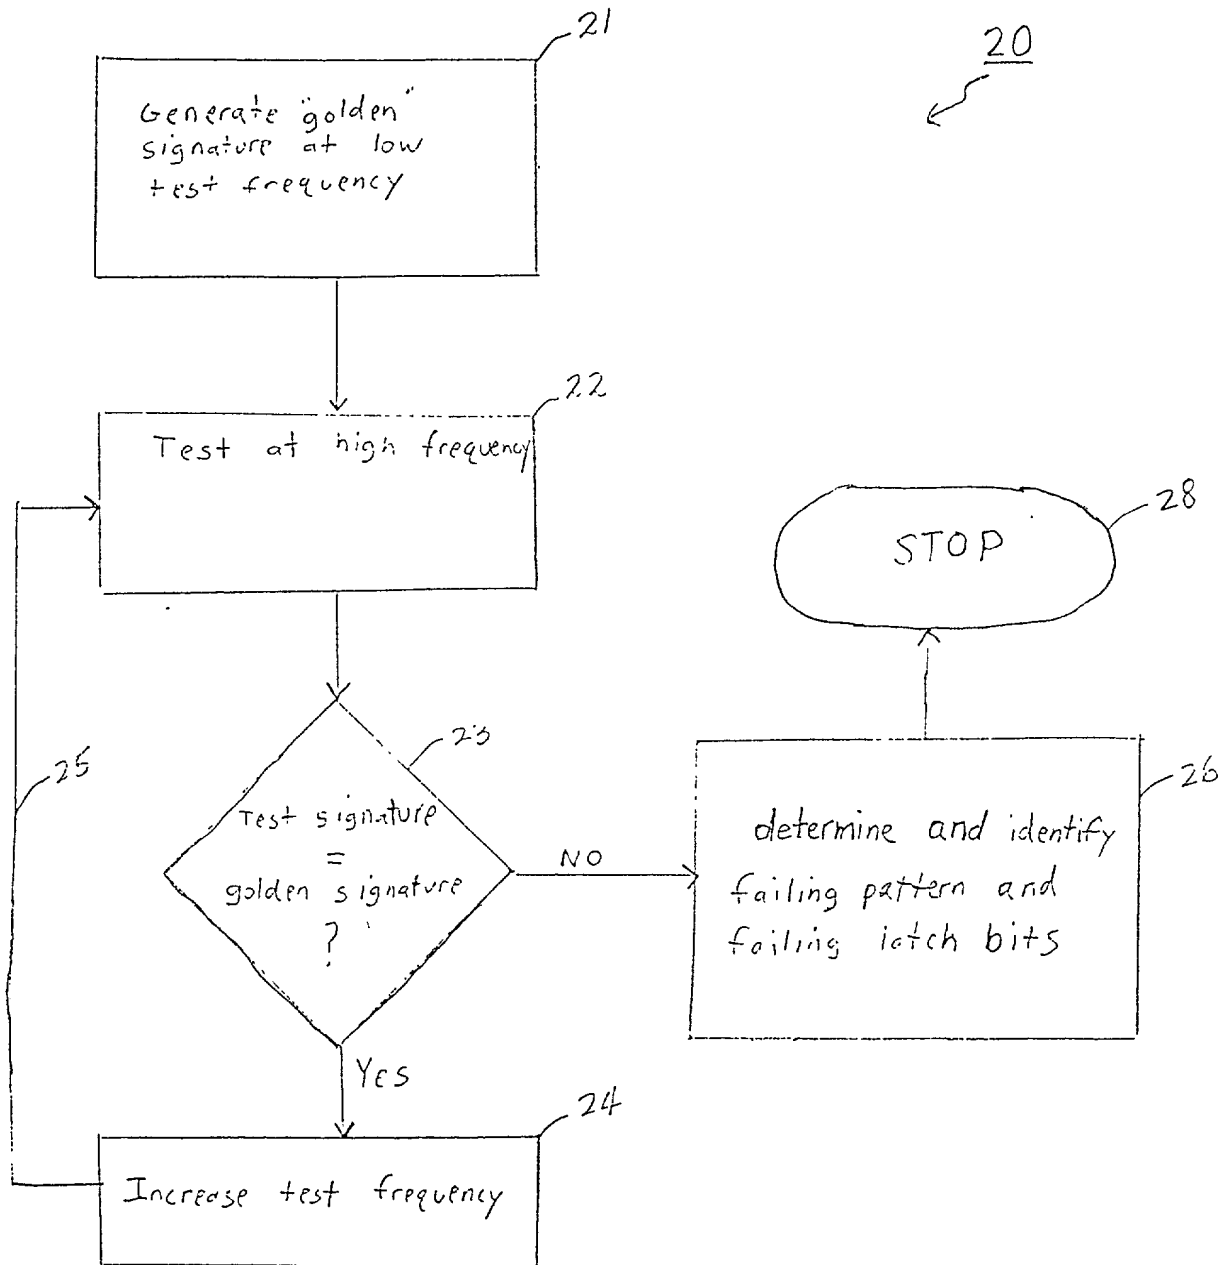 21
20
Generate "golden"
signature at low
test frequency
22
Test at high frequency
28
STOP
23
25
Test signature
=
golden signature
?
NO
26
determine and identify
failing pattern and
failing latch bits
YES
24
Increase test frequency